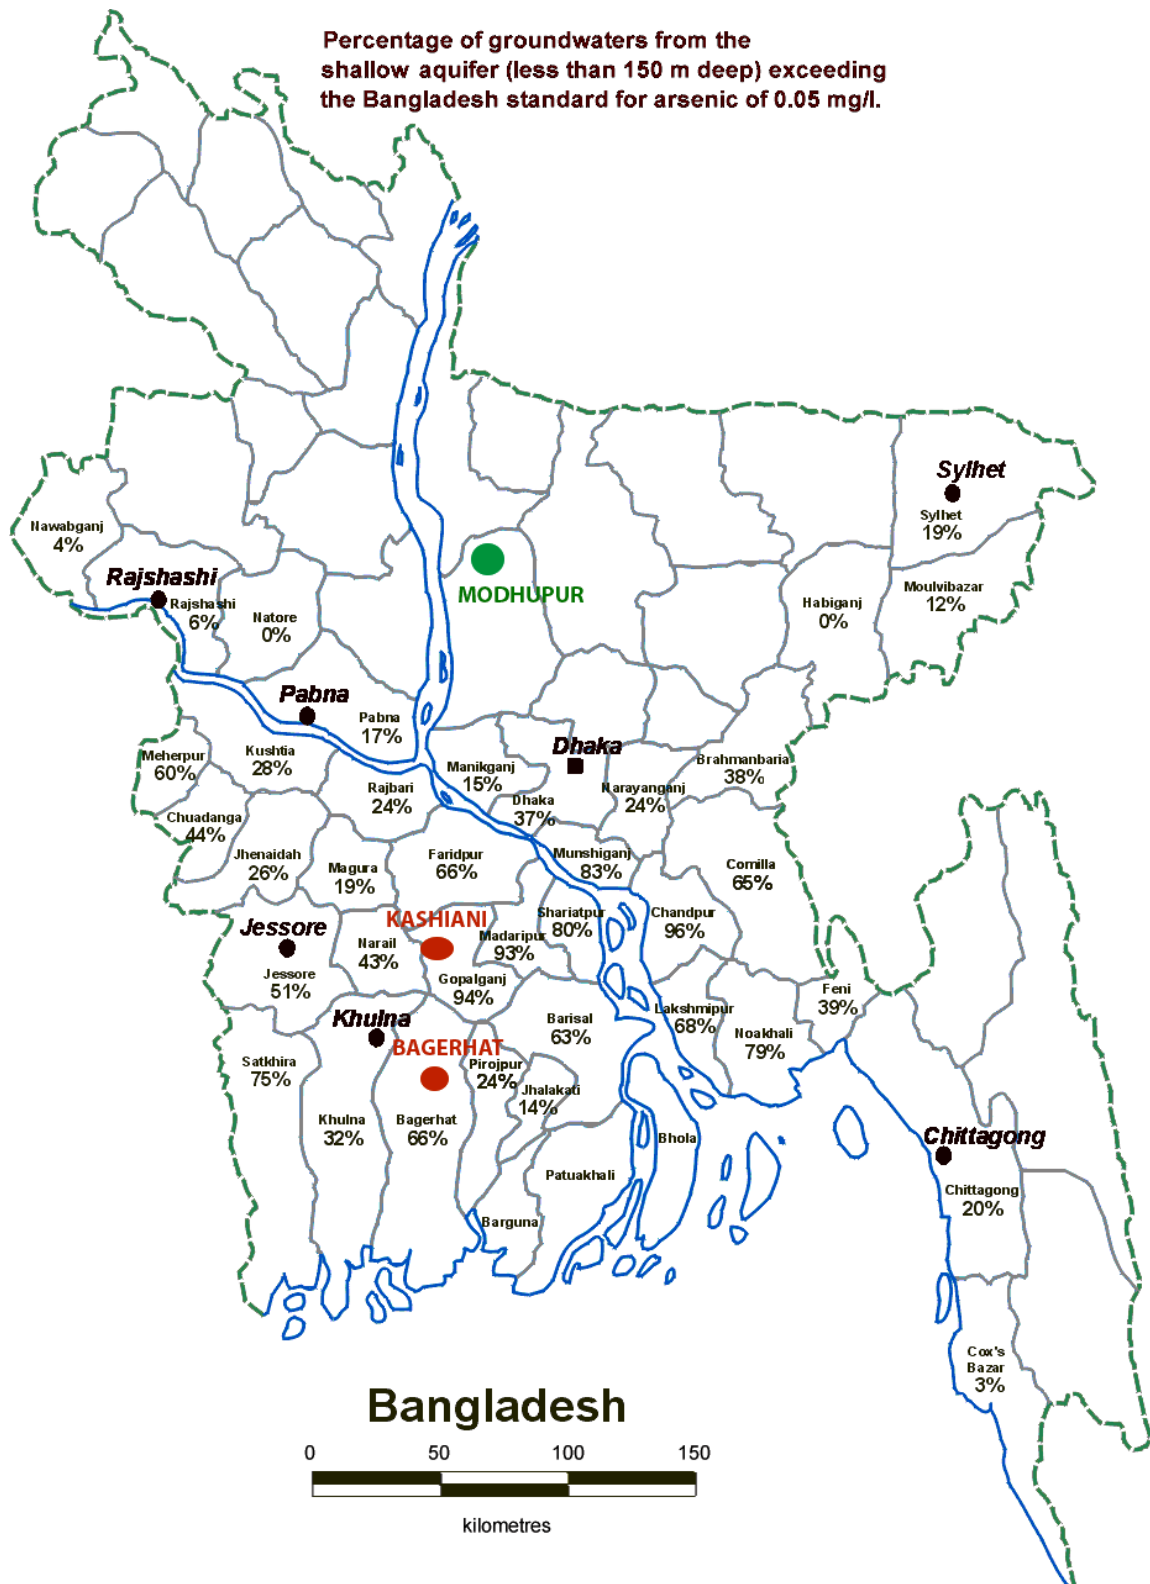 Percentage of groundwaters from the
shallow aquifer (less than 150 m deep) exceeding
the Bangladesh standard for arsenic of 0.05 mg/l.
Sylhet
Sylhet
19%
Nawabganj
4%
Rajshashi
Rajshashi
6%
Natore
0%
MODHUPUR
Habiganj
0%
Moulvibazar
12%
Pabna
Pabna
17%
Meherpur
60%
Kushtia
28%
Rajbari
24%
Manikganj
15%
Dhaka
Dhaka
37%
Narayanganj
24%
Brahmanbaria
38%
Chuadanga
44%
Jhenaidah
26%
Magura
19%
Faridpur
66%
Munshiganj
83%
Comilla
65%
Jessore
Jessore
51%
Narail
43%
KASHIANI
Madaripur
93%
Shariatpur
80%
Chandpur
96%
Gopalganj
94%
Khulna
BAGERHAT
Barisal
63%
Lakshmipur
68%
Noakhali
79%
Feni
39%
Satkhira
75%
Khulna
32%
Bagerhat
66%
Pirojpur
24%
Jhalakati
14%
Bhola
Patuakhali
Barguna
Chittagong
Chittagong
20%
Cox's
Bazar
3%
Bangladesh
0 50 100 150
kilometres